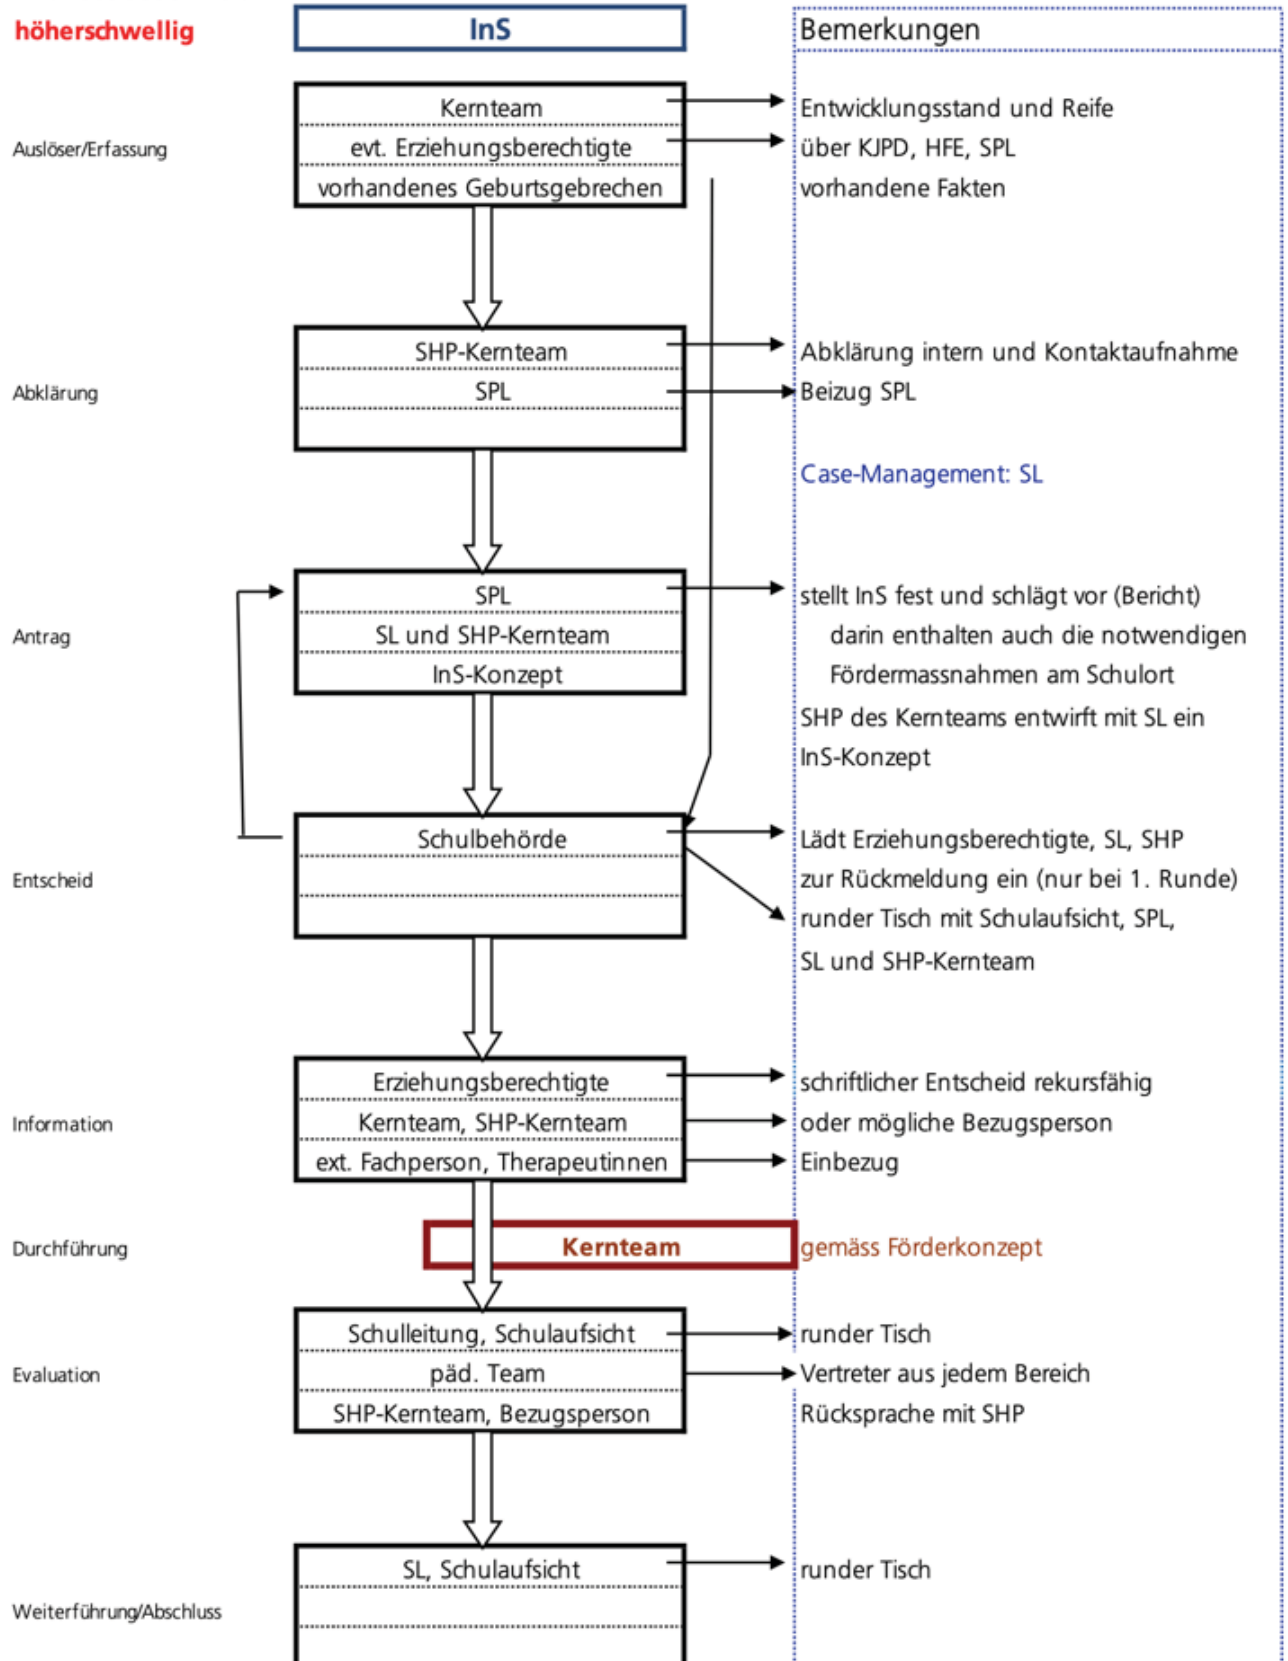 höherschwellig
InS
Bemerkungen
Auslöser/Erfassung
Kernteam
evt. Erziehungsberechtigte
vorhandenes Geburtsgebrechen
Entwicklungsstand und Reife
über KJPD, HFE, SPL
vorhandene Fakten
Abklärung
SHP-Kernteam
SPL
Abklärung intern und Kontaktaufnahme
Beizug SPL
Case-Management: SL
Antrag
SPL
SL und SHP-Kernteam
InS-Konzept
stellt InS fest und schlägt vor (Bericht)
darin enthalten auch die notwendigen
Fördermassnahmen am Schulort
SHP des Kernteams entwirft mit SL ein
InS-Konzept
Entscheid
Schulbehörde
Lädt Erziehungsberechtigte, SL, SHP
zur Rückmeldung ein (nur bei 1. Runde)
runder Tisch mit Schulaufsicht, SPL,
SL und SHP-Kernteam
Information
Erziehungsberechtigte
Kernteam, SHP-Kernteam
ext. Fachperson, Therapeutinnen
schriftlicher Entscheid rekursfähig
oder mögliche Bezugsperson
Einbezug
Durchführung
Kernteam
gemäss Förderkonzept
Evaluation
Schulleitung, Schulaufsicht
päd. Team
SHP-Kernteam, Bezugsperson
runder Tisch
Vertreter aus jedem Bereich
Rücksprache mit SHP
Weiterführung/Abschluss
SL, Schulaufsicht
runder Tisch